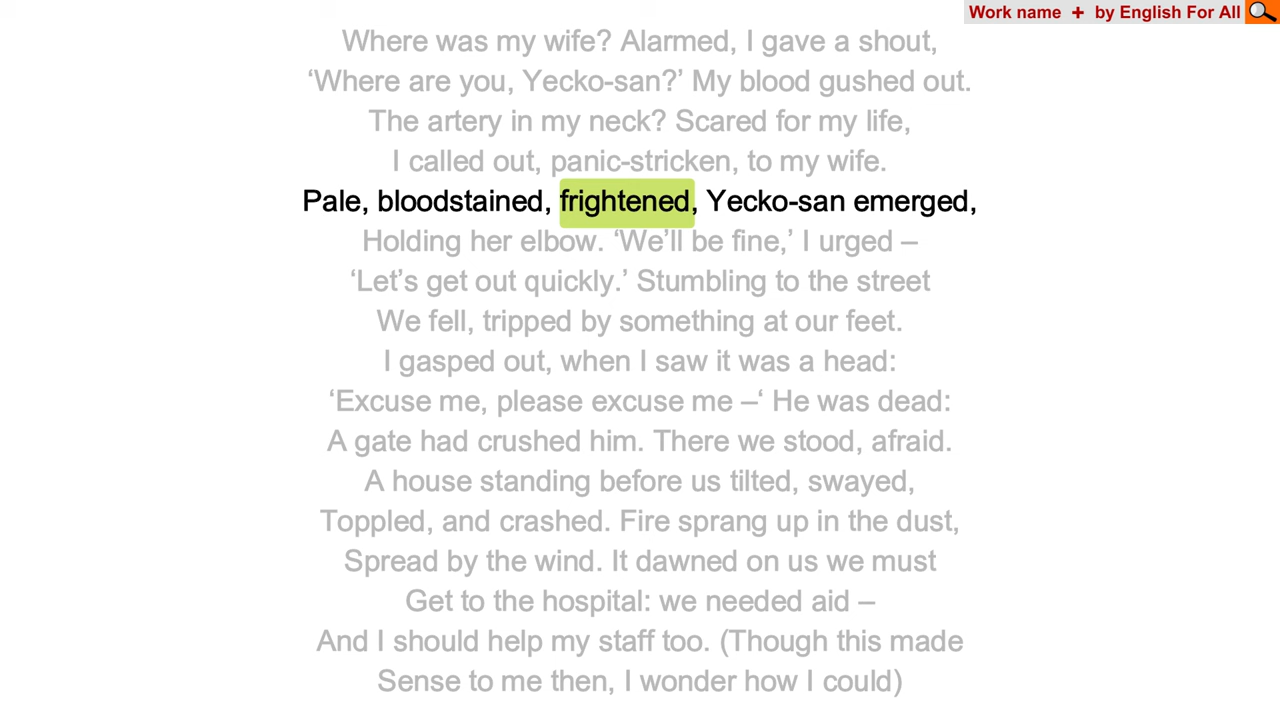 Work name + by English For All
Where was my wife? Alarmed, I gave a shout,
‘Where are you, Yecko-san?’ My blood gushed out.
The artery in my neck? Scared for my life,
I called out, panic-stricken, to my wife.
Pale, bloodstained, frightened, Yecko-san emerged,
Holding her elbow. ‘We’ll be fine,’ I urged –
‘Let’s get out quickly.’ Stumbling to the street
We fell, tripped by something at our feet.
I gasped out, when I saw it was a head:
‘Excuse me, please excuse me –‘ He was dead:
A gate had crushed him. There we stood, afraid.
A house standing before us tilted, swayed,
Toppled, and crashed. Fire sprang up in the dust,
Spread by the wind. It dawned on us we must
Get to the hospital: we needed aid –
And I should help my staff too. (Though this made
Sense to me then, I wonder how I could)